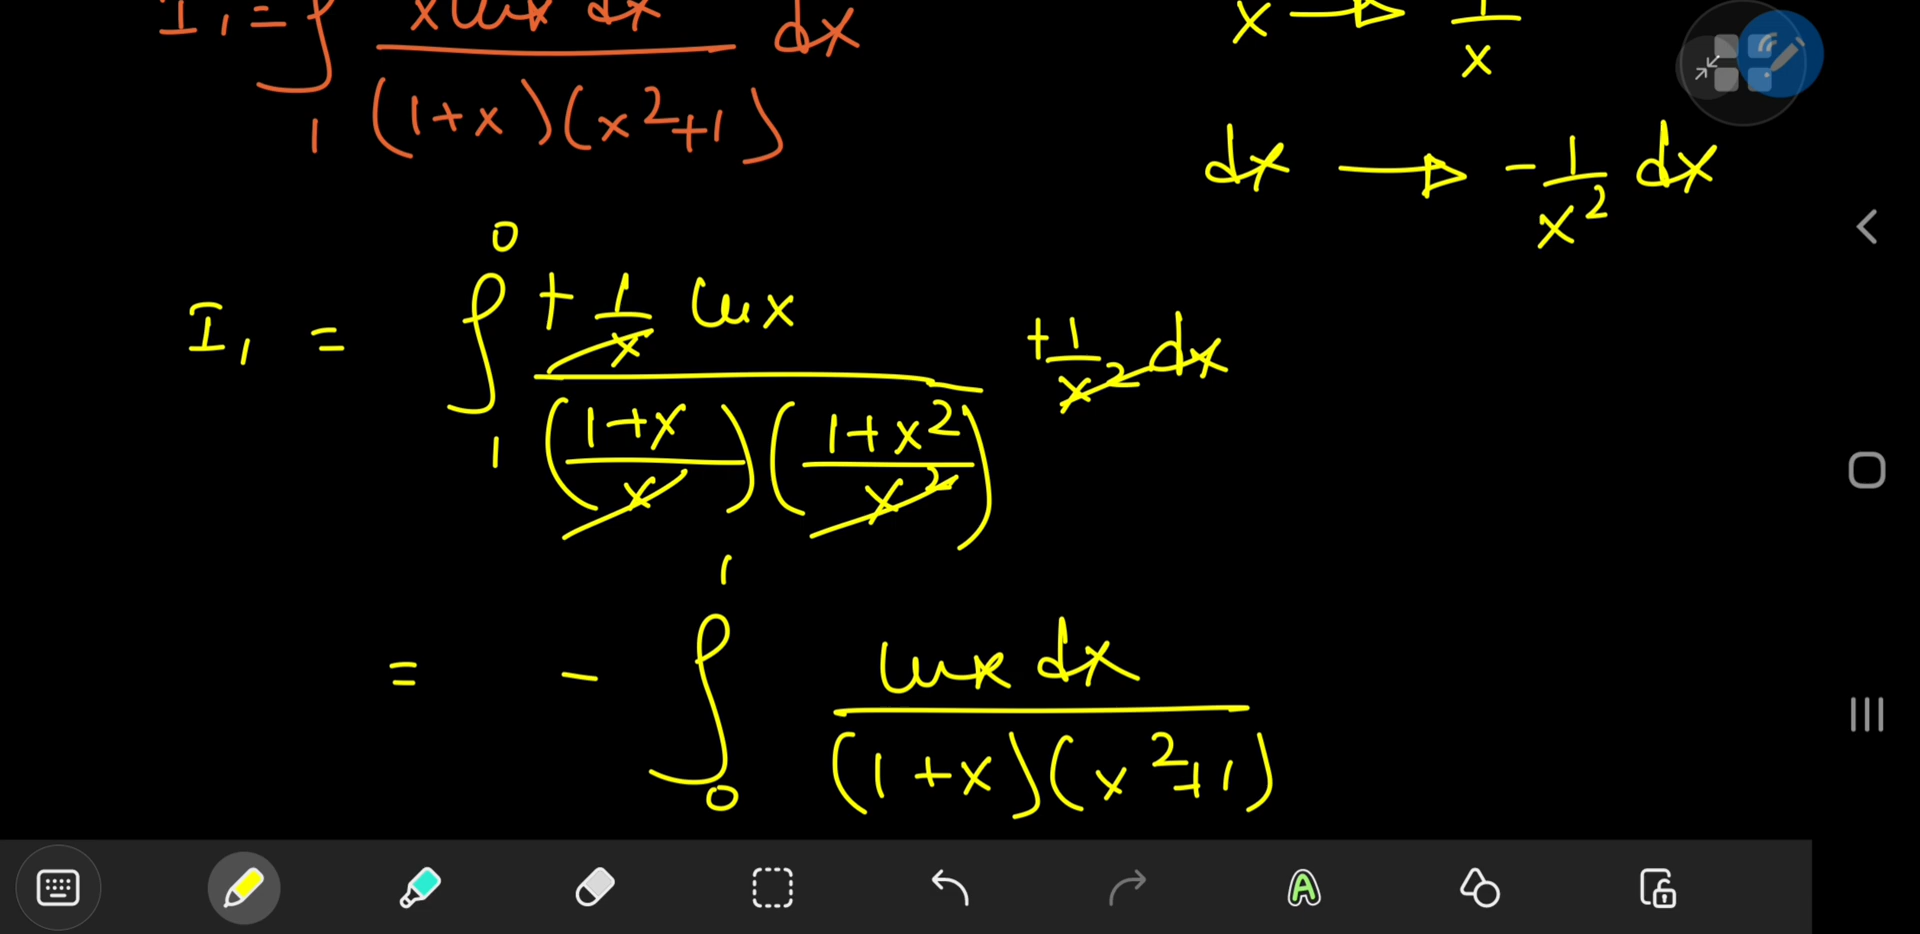 I₁ = ∫₁ x ln x dx / (1+x)(x²+1) dx
x → 1/x
dx → -1/x² dx
I₁ = ∫₁⁰ +1/x ln x / ((1+x)/x)((1+x²)/x²) +1/x² dx
= - ∫₀¹ ln x dx / (1+x)(x²+1)
A